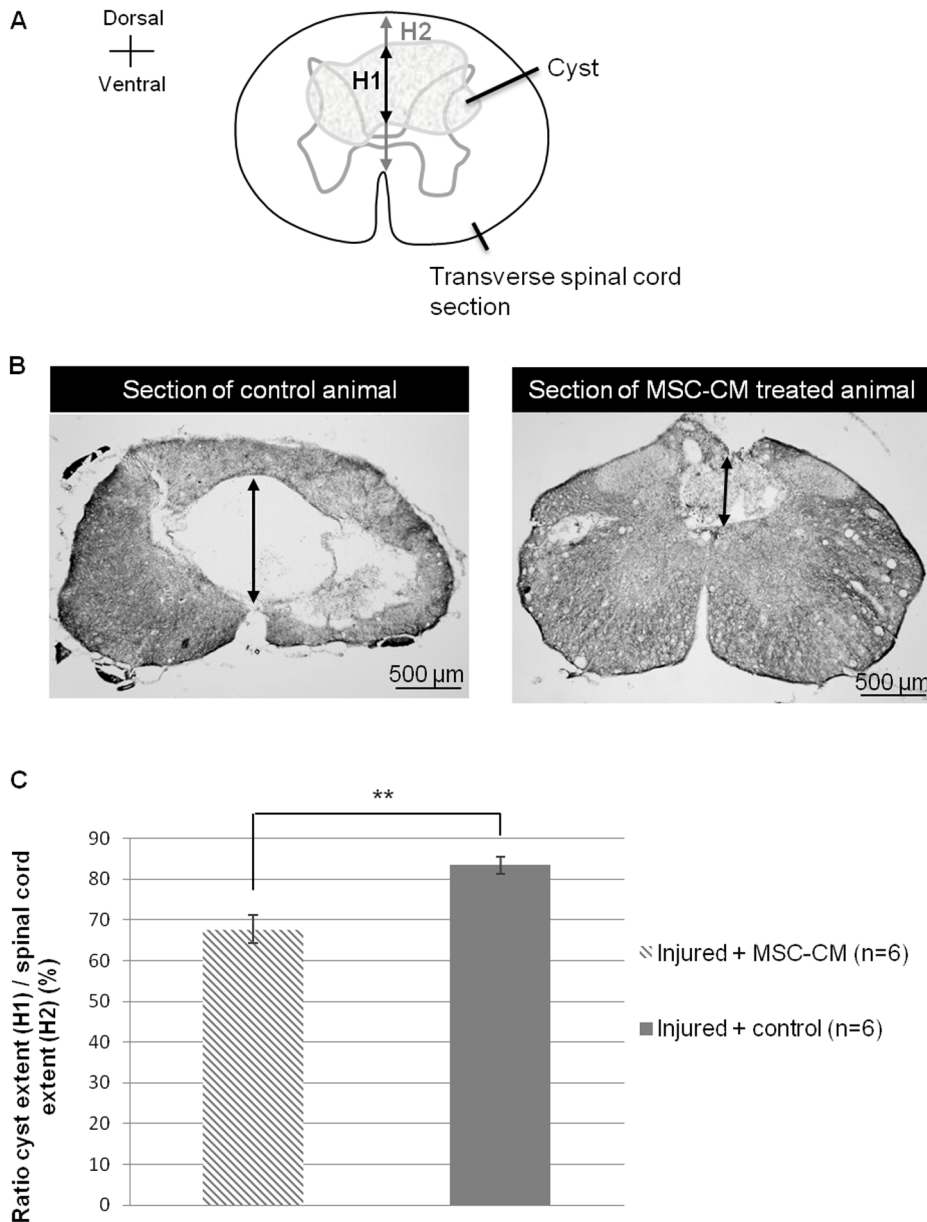 A
Dorsal
Ventral
H2
H1
Cyst
Transverse spinal cord
section
B
Section of control animal
Section of MSC-CM treated animal
500 µm
500 µm
C
**
Ratio cyst extent (H1) / spinal cord
extent (H2) (%)
90
80
70
60
50
40
30
20
10
0
Injured + MSC-CM (n=6)
Injured + control (n=6)